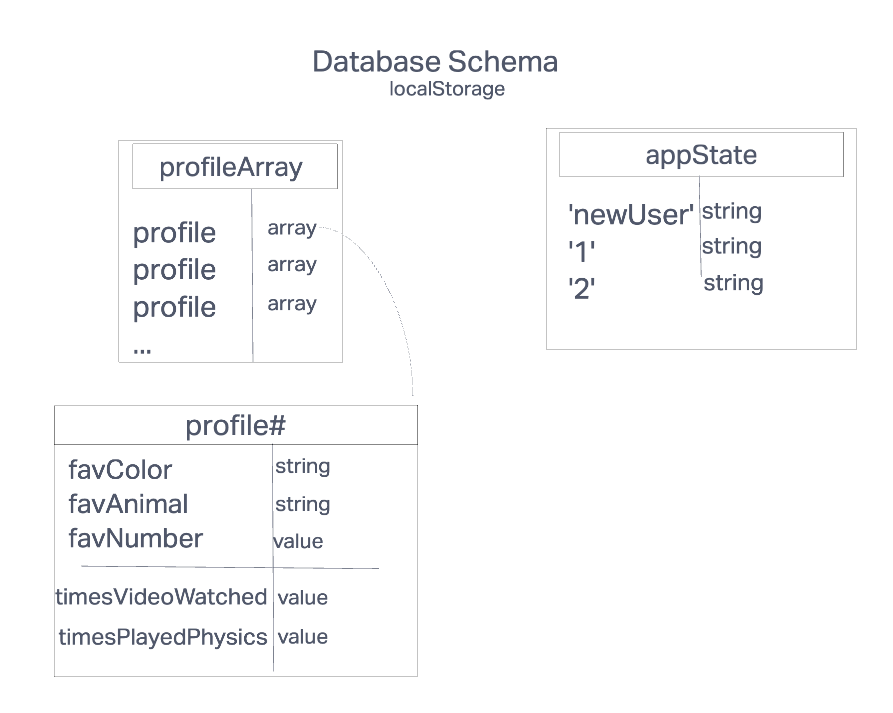 Database Schema
localStorage
profileArray
profile array
profile array
profile array
...
appState
'newUser' string
'1' string
'2' string
profile#
favColor string
favAnimal string
favNumber value
timesVideoWatched value
timesPlayedPhysics value